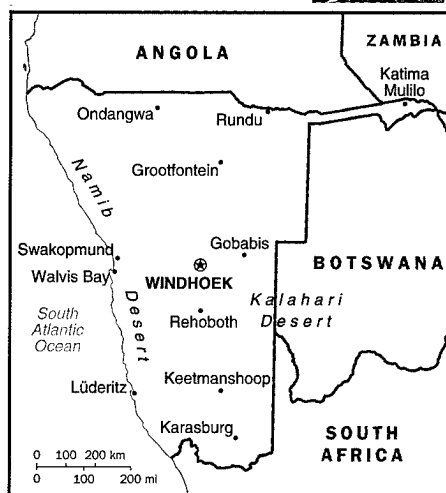 ANGOLA
ZAMBIA
Katima
Mulilo
Ondangwa
Rundu
Grootfontein
Namib
Desert
Swakopmund
Walvis Bay
WINDHOEK
Gobabis
BOTSWANA
Kalahari
Desert
Rehoboth
South
Atlantic
Ocean
Lüderitz
Keetmanshoop
Karasburg
SOUTH
AFRICA
0 100 200 km
0 100 200 mi